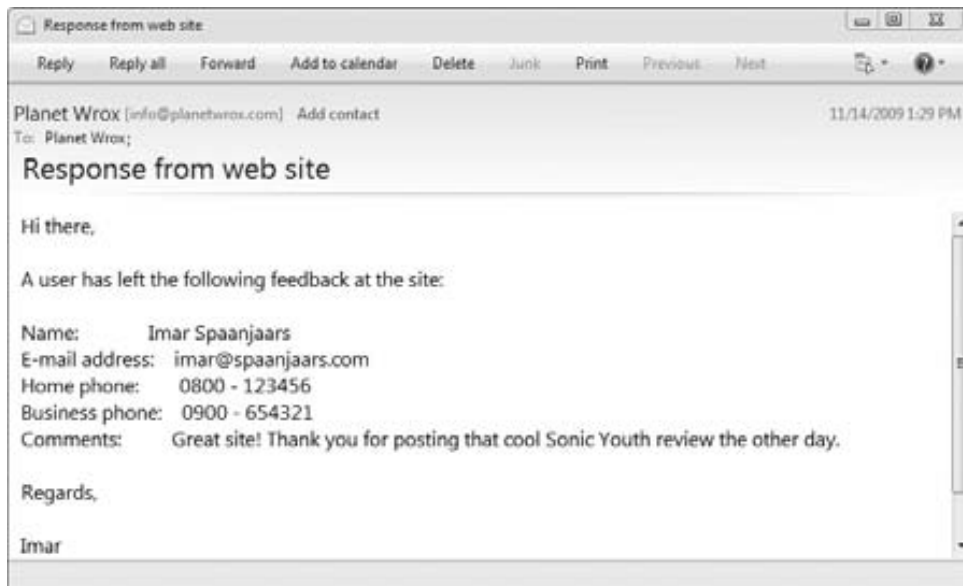 Response from web site
Reply Reply all Forward Add to calendar Delete Junk Print Previous Next
Planet Wrox [info@planetwrox.com] Add contact 11/14/2009 1:29 PM
To: Planet Wrox;
Response from web site
Hi there,
A user has left the following feedback at the site:
Name: Imar Spaanjaars
E-mail address: imar@spaanjaars.com
Home phone: 0800 - 123456
Business phone: 0900 - 654321
Comments: Great site! Thank you for posting that cool Sonic Youth review the other day.
Regards,
Imar